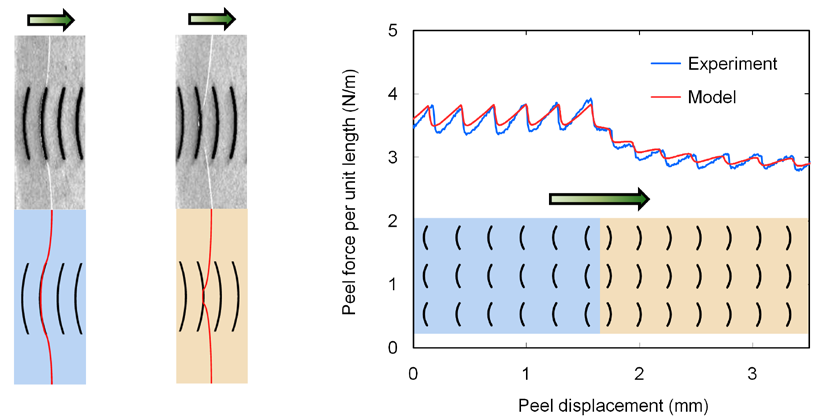 Peel force per unit length (N/m)
5
4
3
2
1
0
Experiment
Model
0
1
2
3
Peel displacement (mm)